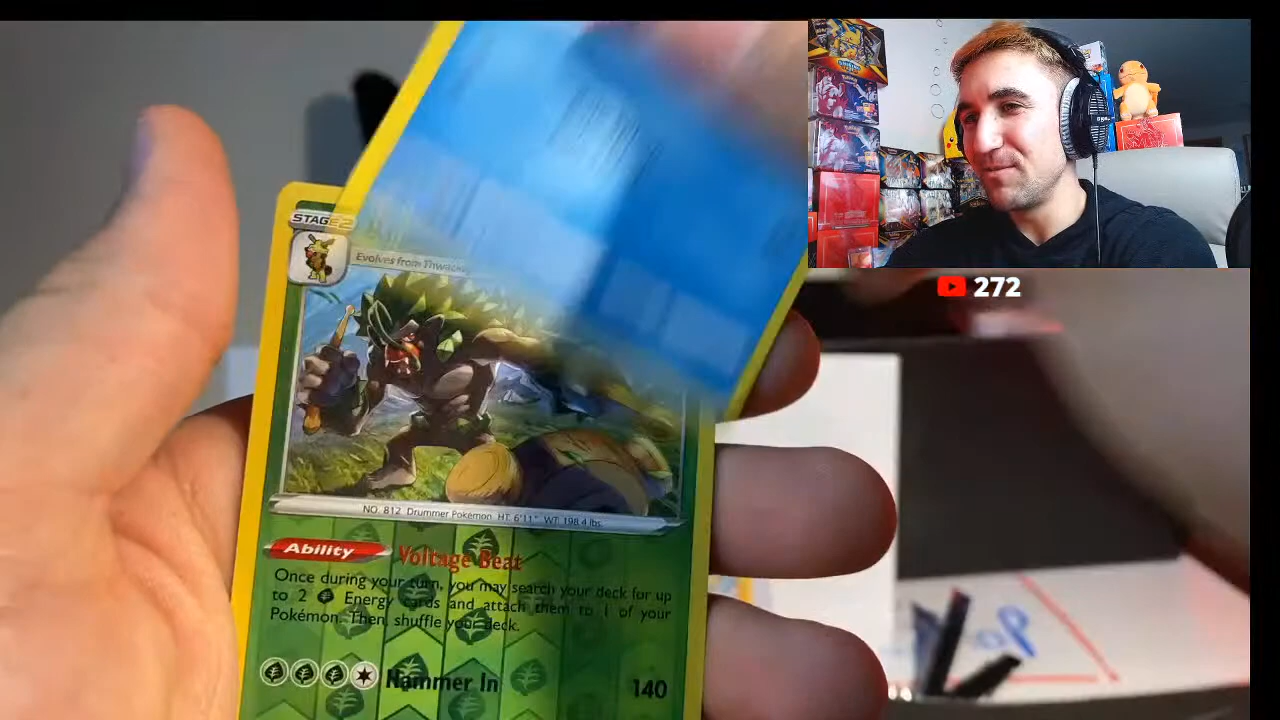 STAGE 2
Evolves from Thwackey
272
NO. 812 Drummer Pokémon HT: 6'11" WT: 198.4 lbs.
Ability Voltage Beat
Once during your turn, you may search your deck for up
to 2 Energy cards and attach them to 1 of your
Pokémon. Then, shuffle your deck.
Hammer In 140